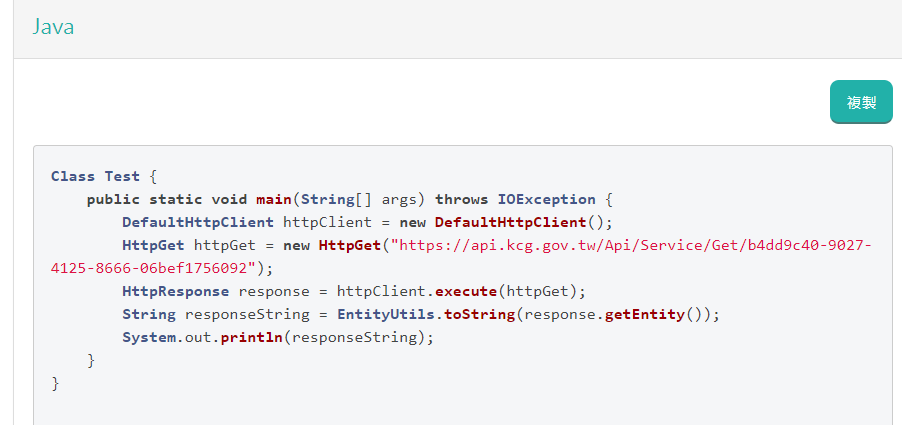 Java
複製
Class Test {
    public static void main(String[] args) throws IOException {
        DefaultHttpClient httpClient = new DefaultHttpClient();
        HttpGet httpGet = new HttpGet("https://api.kcg.gov.tw/Api/Service/Get/b4dd9c40-9027-
4125-8666-06bef1756092");
        HttpResponse response = httpClient.execute(httpGet);
        String responseString = EntityUtils.toString(response.getEntity());
        System.out.println(responseString);
    }
}